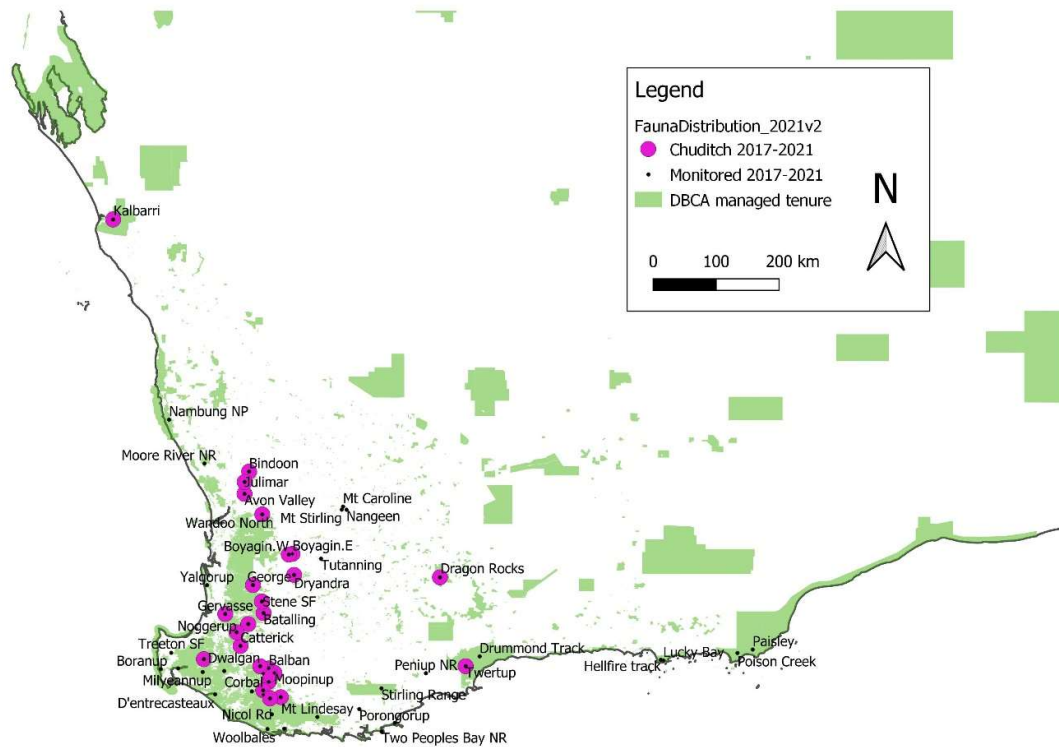 Legend
FaunaDistribution_2021v2
Chuditch 2017-2021
Monitored 2017-2021
DBCA managed tenure
N
0 100 200 km
Kalbarri
Nambung NP
Moore River NR
Bindoon
Julimar
Avon Valley
Mt Caroline
Wandoo North
Mt Stirling
Nangeen
Boyagin.W
Boyagin.E
Tutanning
Yalgorup
George
Dryandra
Dragon Rocks
Gervasse
Stene SF
Batalling
Noggerup
Catterick
Treeton SF
Dwalgan
Balban
Boranup
Milyeannup
Corbal
Moopinup
Peniup NR
Drummond Track
Twertup
Hellfire track
Lucky Bay
Paisley
Poison Creek
D'entrecasteaux
Stirling Range
Nicol Rd
Mt Lindesay
Porongorup
Woolbales
Two Peoples Bay NR